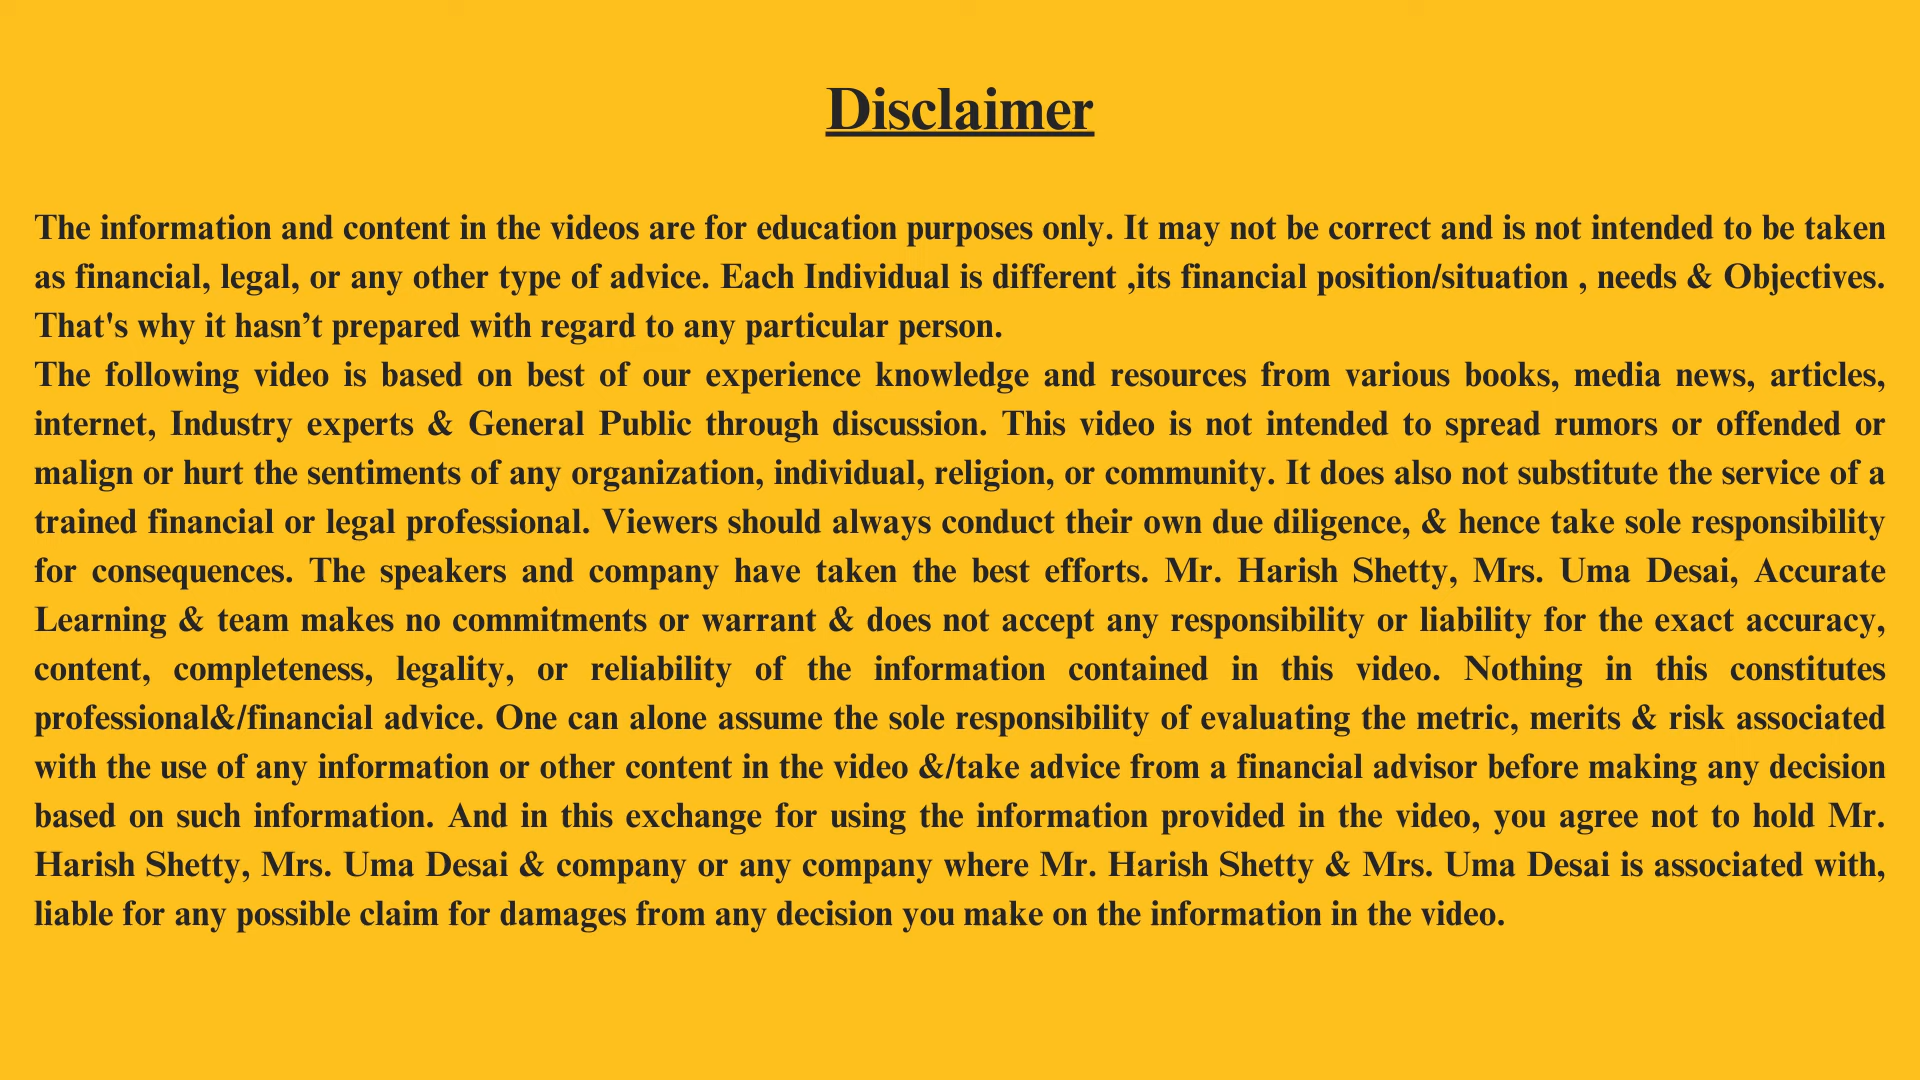 Disclaimer
The information and content in the videos are for education purposes only. It may not be correct and is not intended to be taken
as financial, legal, or any other type of advice. Each Individual is different ,its financial position/situation , needs & Objectives.
That's why it hasn’t prepared with regard to any particular person.
The following video is based on best of our experience knowledge and resources from various books, media news, articles,
internet, Industry experts & General Public through discussion. This video is not intended to spread rumors or offended or
malign or hurt the sentiments of any organization, individual, religion, or community. It does also not substitute the service of a
trained financial or legal professional. Viewers should always conduct their own due diligence, & hence take sole responsibility
for consequences. The speakers and company have taken the best efforts. Mr. Harish Shetty, Mrs. Uma Desai, Accurate
Learning & team makes no commitments or warrant & does not accept any responsibility or liability for the exact accuracy,
content, completeness, legality, or reliability of the information contained in this video. Nothing in this constitutes
professional&/financial advice. One can alone assume the sole responsibility of evaluating the metric, merits & risk associated
with the use of any information or other content in the video &/take advice from a financial advisor before making any decision
based on such information. And in this exchange for using the information provided in the video, you agree not to hold Mr.
Harish Shetty, Mrs. Uma Desai & company or any company where Mr. Harish Shetty & Mrs. Uma Desai is associated with,
liable for any possible claim for damages from any decision you make on the information in the video.